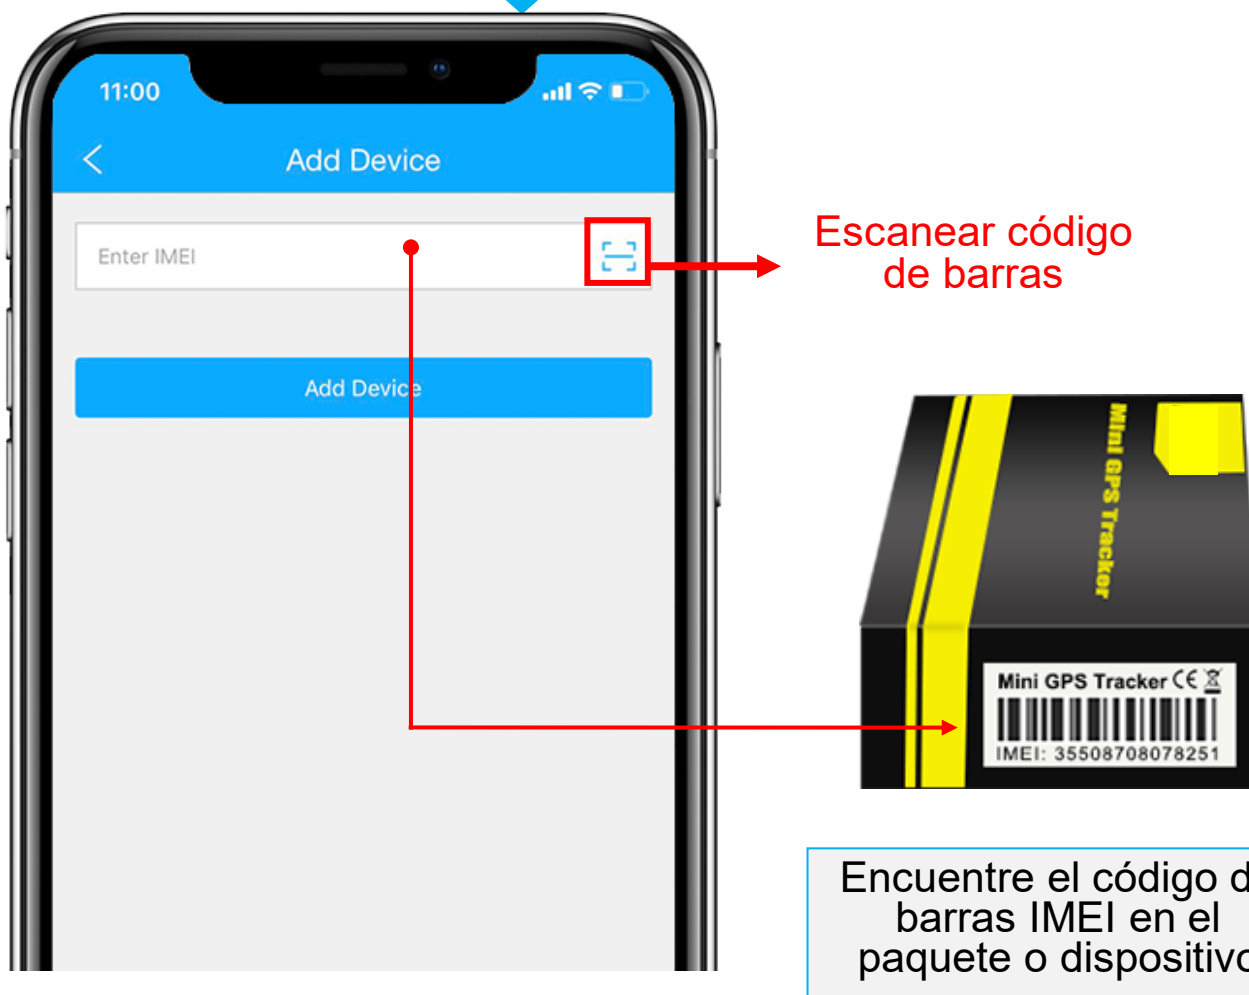 11:00
Add Device
Enter IMEI
Escanear código
de barras
Add Device
Mini GPS Tracker
Mini GPS Tracker CE
IMEI: 35508708078251
Encuentre el código d
barras IMEI en el
paquete o dispositivo